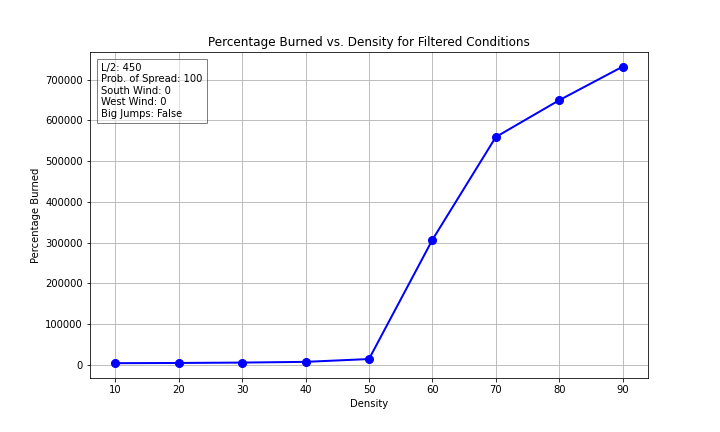 Percentage Burned vs. Density for Filtered Conditions
L/2: 450
Prob. of Spread: 100
South Wind: 0
West Wind: 0
Big Jumps: False
Percentage Burned
700000
600000
500000
400000
300000
200000
100000
0
10 20 30 40 50 60 70 80 90
Density